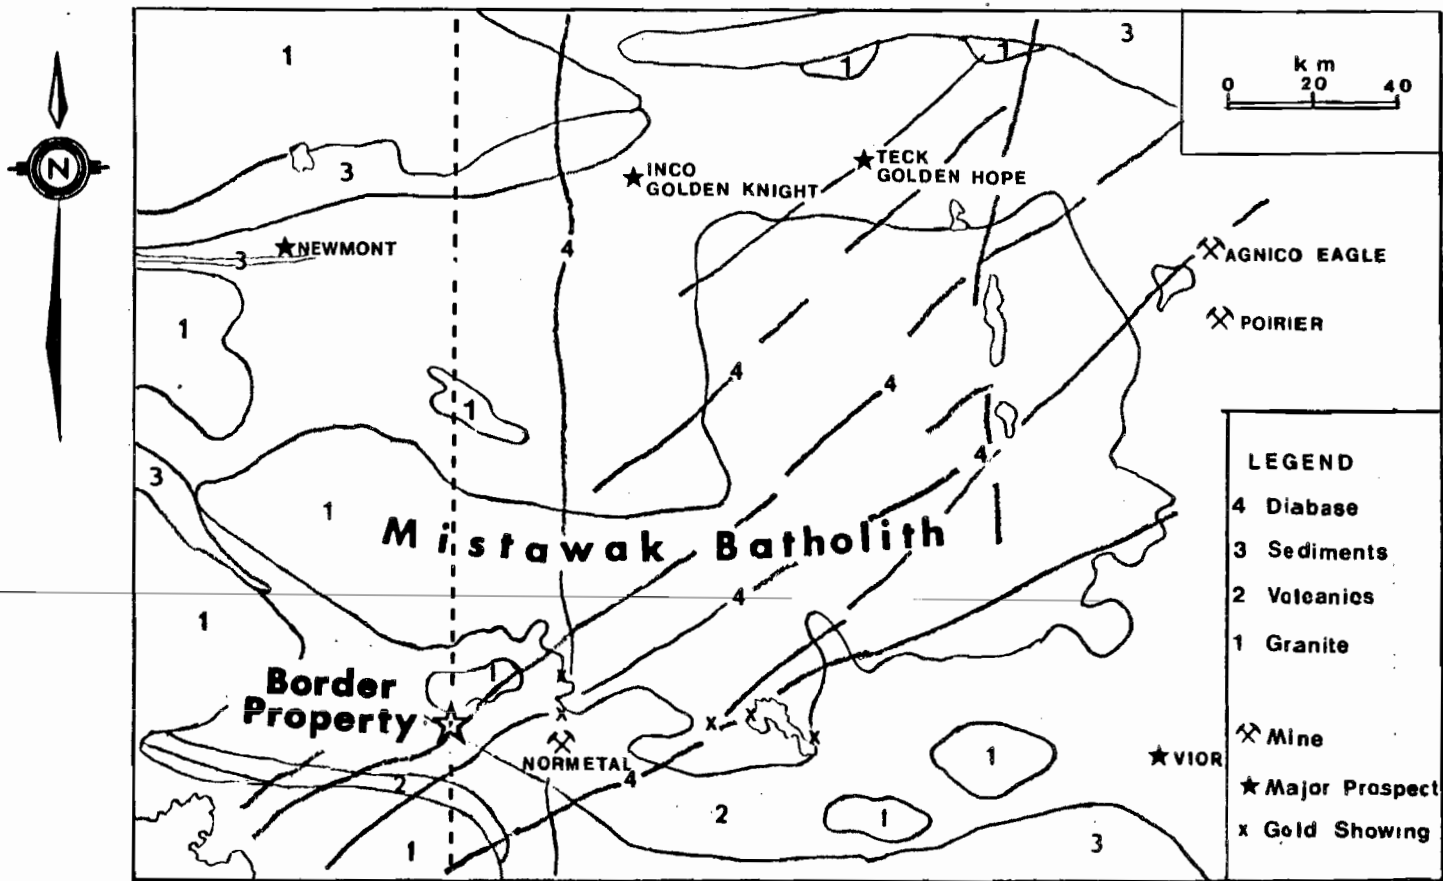 1
3
km
0 20 40
N
1
1
3
INCO
GOLDEN KNIGHT
TECK
GOLDEN HOPE
NEWMONT
3
4
AGNICO EAGLE
1
POIRIER
4
4
1
3
4
1
Mistawak Batholith
4
1
Border
Property
1
x
x
x
x
x
NORMETAL
4
2
2
1
1
1
3
VIOR
LEGEND
4 Diabase
3 Sediments
2 Volcanics
1 Granite
Mine
Major Prospect
x Gold Showing